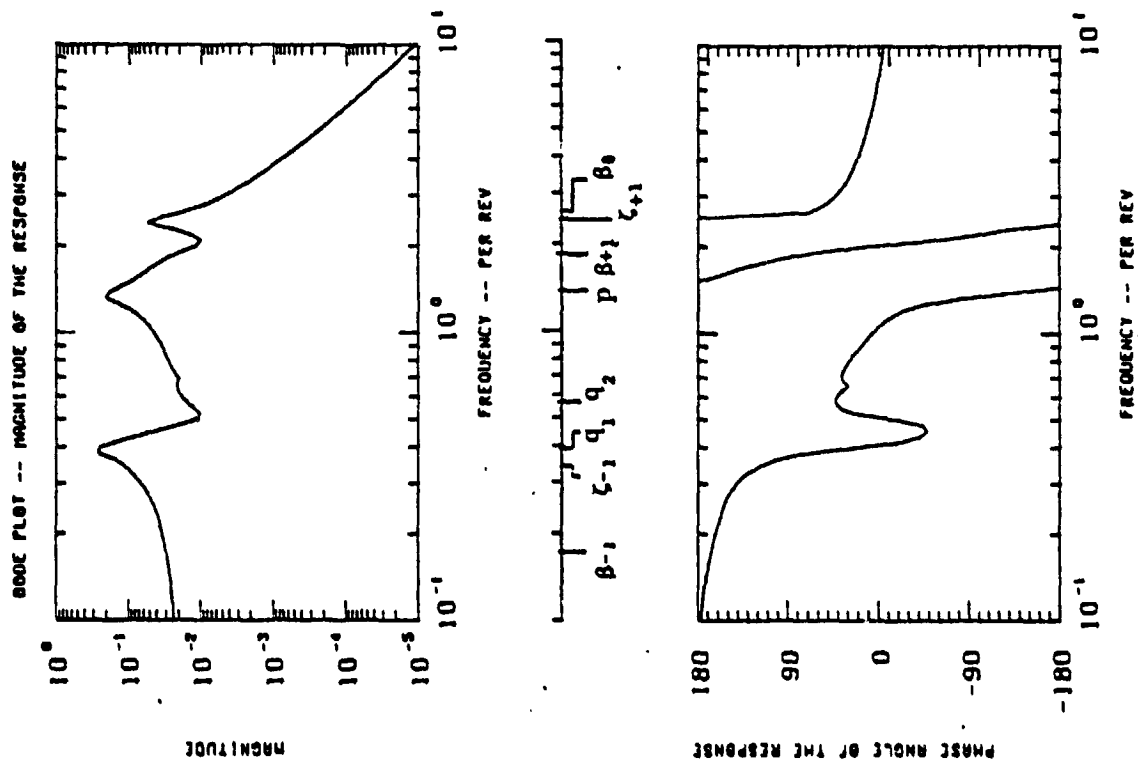 BODE PLOT -- MAGNITUDE OF THE RESPONSE
MAGNITUDE
10⁰
10⁻¹
10⁻²
10⁻³
10⁻⁴
10⁻⁵
10⁻¹
10⁰
10¹
FREQUENCY -- PER REV
β₋₁
ζ₋₁
q₁
q₂
p
β₊₁
ζ₊₁
β₀
PHASE ANGLE OF THE RESPONSE
180
90
0
-90
-180
10⁻¹
10⁰
10¹
FREQUENCY -- PER REV